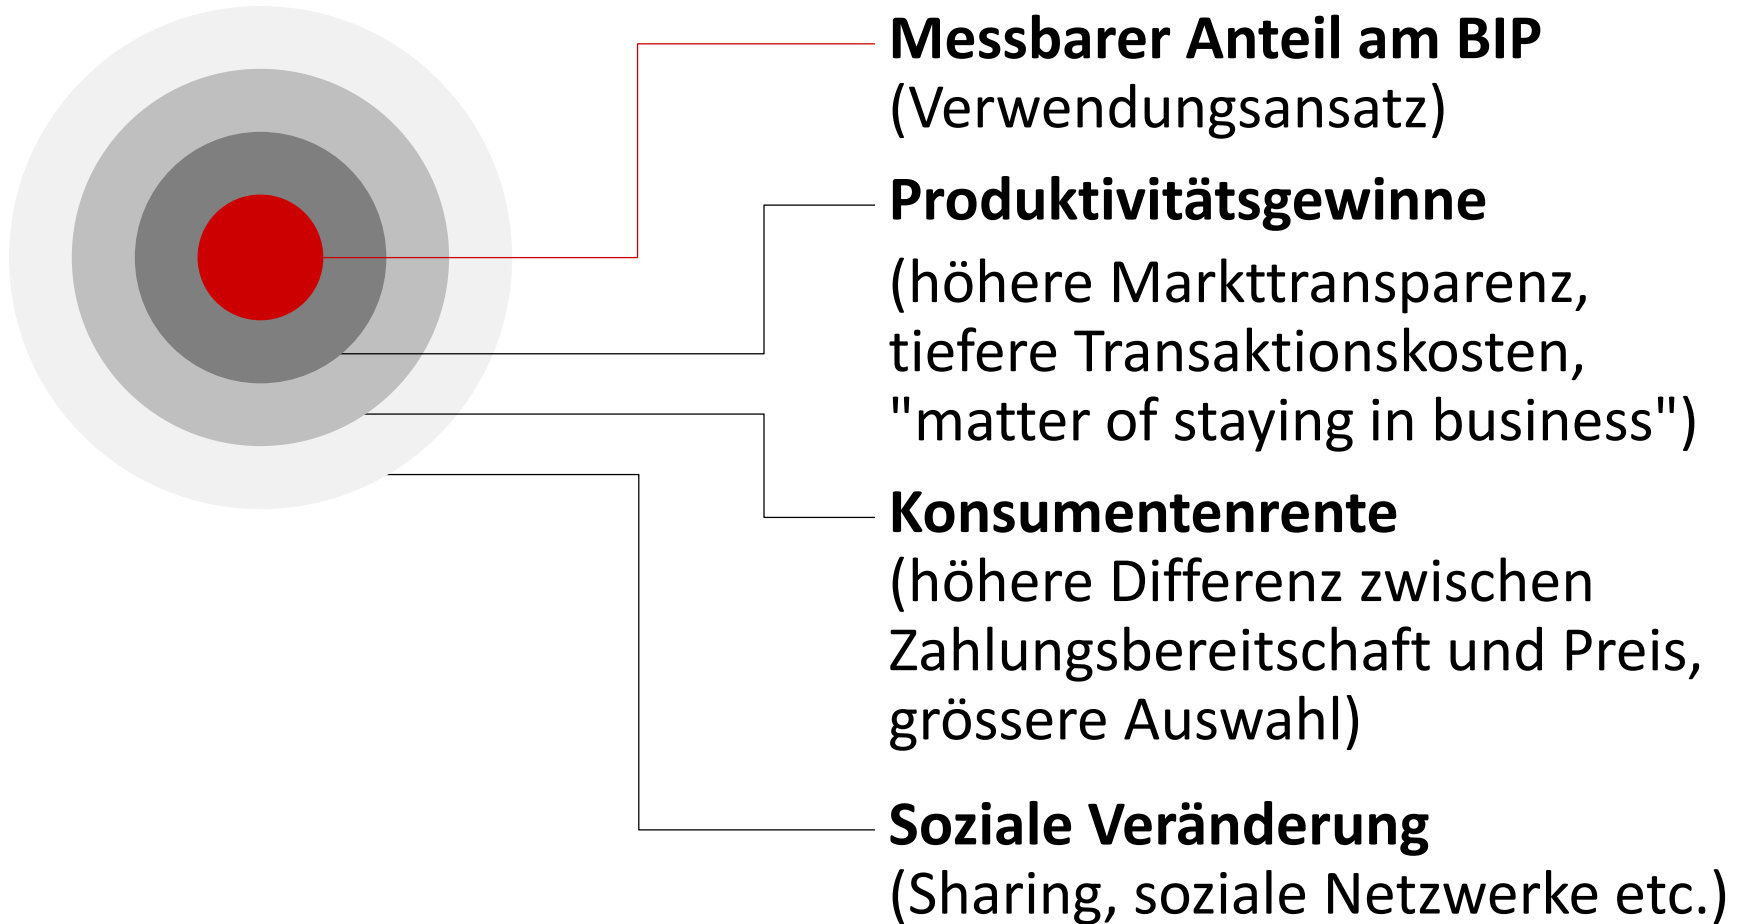 Messbarer Anteil am BIP
(Verwendungsansatz)
Produktivitätsgewinne
(höhere Markttransparenz,
tiefere Transaktionskosten,
"matter of staying in business")
Konsumentenrente
(höhere Differenz zwischen
Zahlungsbereitschaft und Preis,
grössere Auswahl)
Soziale Veränderung
(Sharing, soziale Netzwerke etc.)